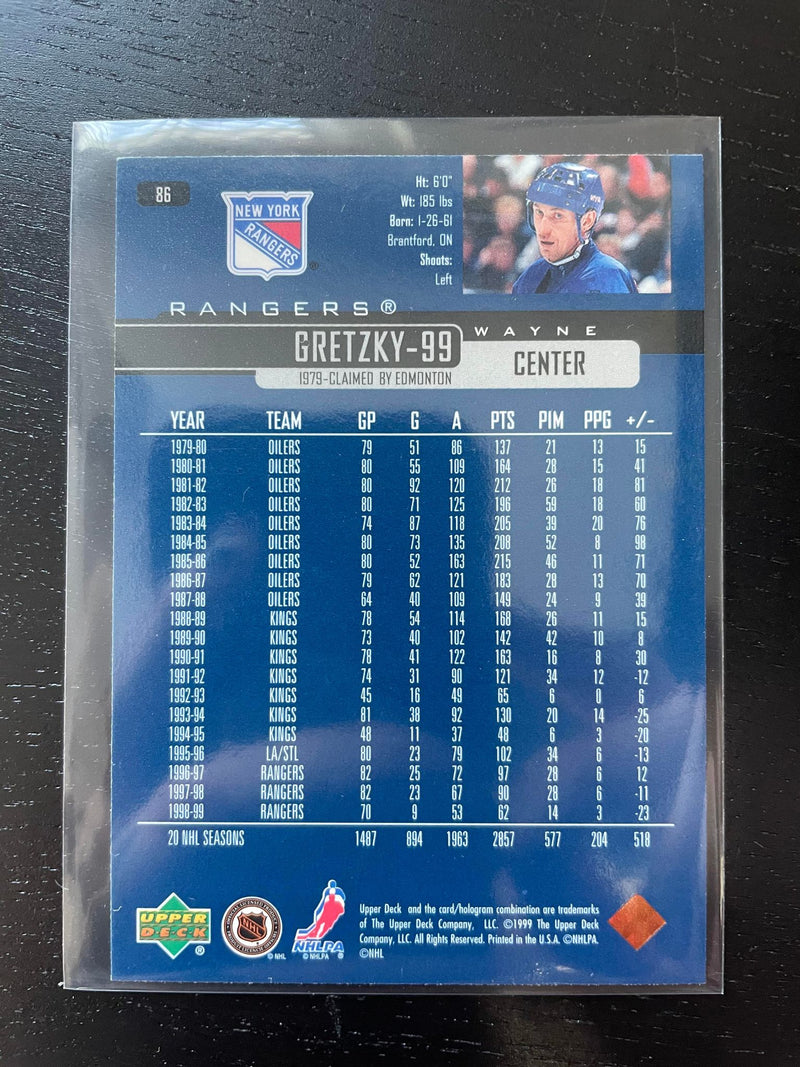 86
NEW YORK
RANGERS
®
Ht: 6'0"
Wt: 185 lbs
Born: 1-26-61
Brantford, ON
Shoots:
Left
RANGERS®
WAYNE
GRETZKY-99
CENTER
1979-CLAIMED BY EDMONTON
YEAR TEAM GP G A PTS PIM PPG +/-
1979-80 OILERS 79 51 86 137 21 13 15
1980-81 OILERS 80 55 109 164 28 15 41
1981-82 OILERS 80 92 120 212 26 18 81
1982-83 OILERS 80 71 125 196 59 18 60
1983-84 OILERS 74 87 118 205 39 20 76
1984-85 OILERS 80 73 135 208 52 8 98
1985-86 OILERS 80 52 163 215 46 11 71
1986-87 OILERS 79 62 121 183 28 13 70
1987-88 OILERS 64 40 109 149 24 9 39
1988-89 KINGS 78 54 114 168 26 11 15
1989-90 KINGS 73 40 102 142 42 10 8
1990-91 KINGS 78 41 122 163 16 8 30
1991-92 KINGS 74 31 90 121 34 12 -12
1992-93 KINGS 45 16 49 65 6 0 6
1993-94 KINGS 81 38 92 130 20 14 -25
1994-95 KINGS 48 11 37 48 6 3 -20
1995-96 LA/STL 80 23 79 102 34 6 -13
1996-97 RANGERS 82 25 72 97 28 6 12
1997-98 RANGERS 82 23 67 90 28 6 -11
1998-99 RANGERS 70 9 53 62 14 3 -23
20 NHL SEASONS 1487 894 1963 2857 577 204 518
UPPER
DECK
®
NHL
© NHL
NHLPA
© NHLPA ®
Upper Deck and the card/hologram combination are trademarks
of The Upper Deck Company, LLC. ©1999 The Upper Deck
Company, LLC. All Rights Reserved. Printed in the U.S.A. ©NHLPA.
©NHL